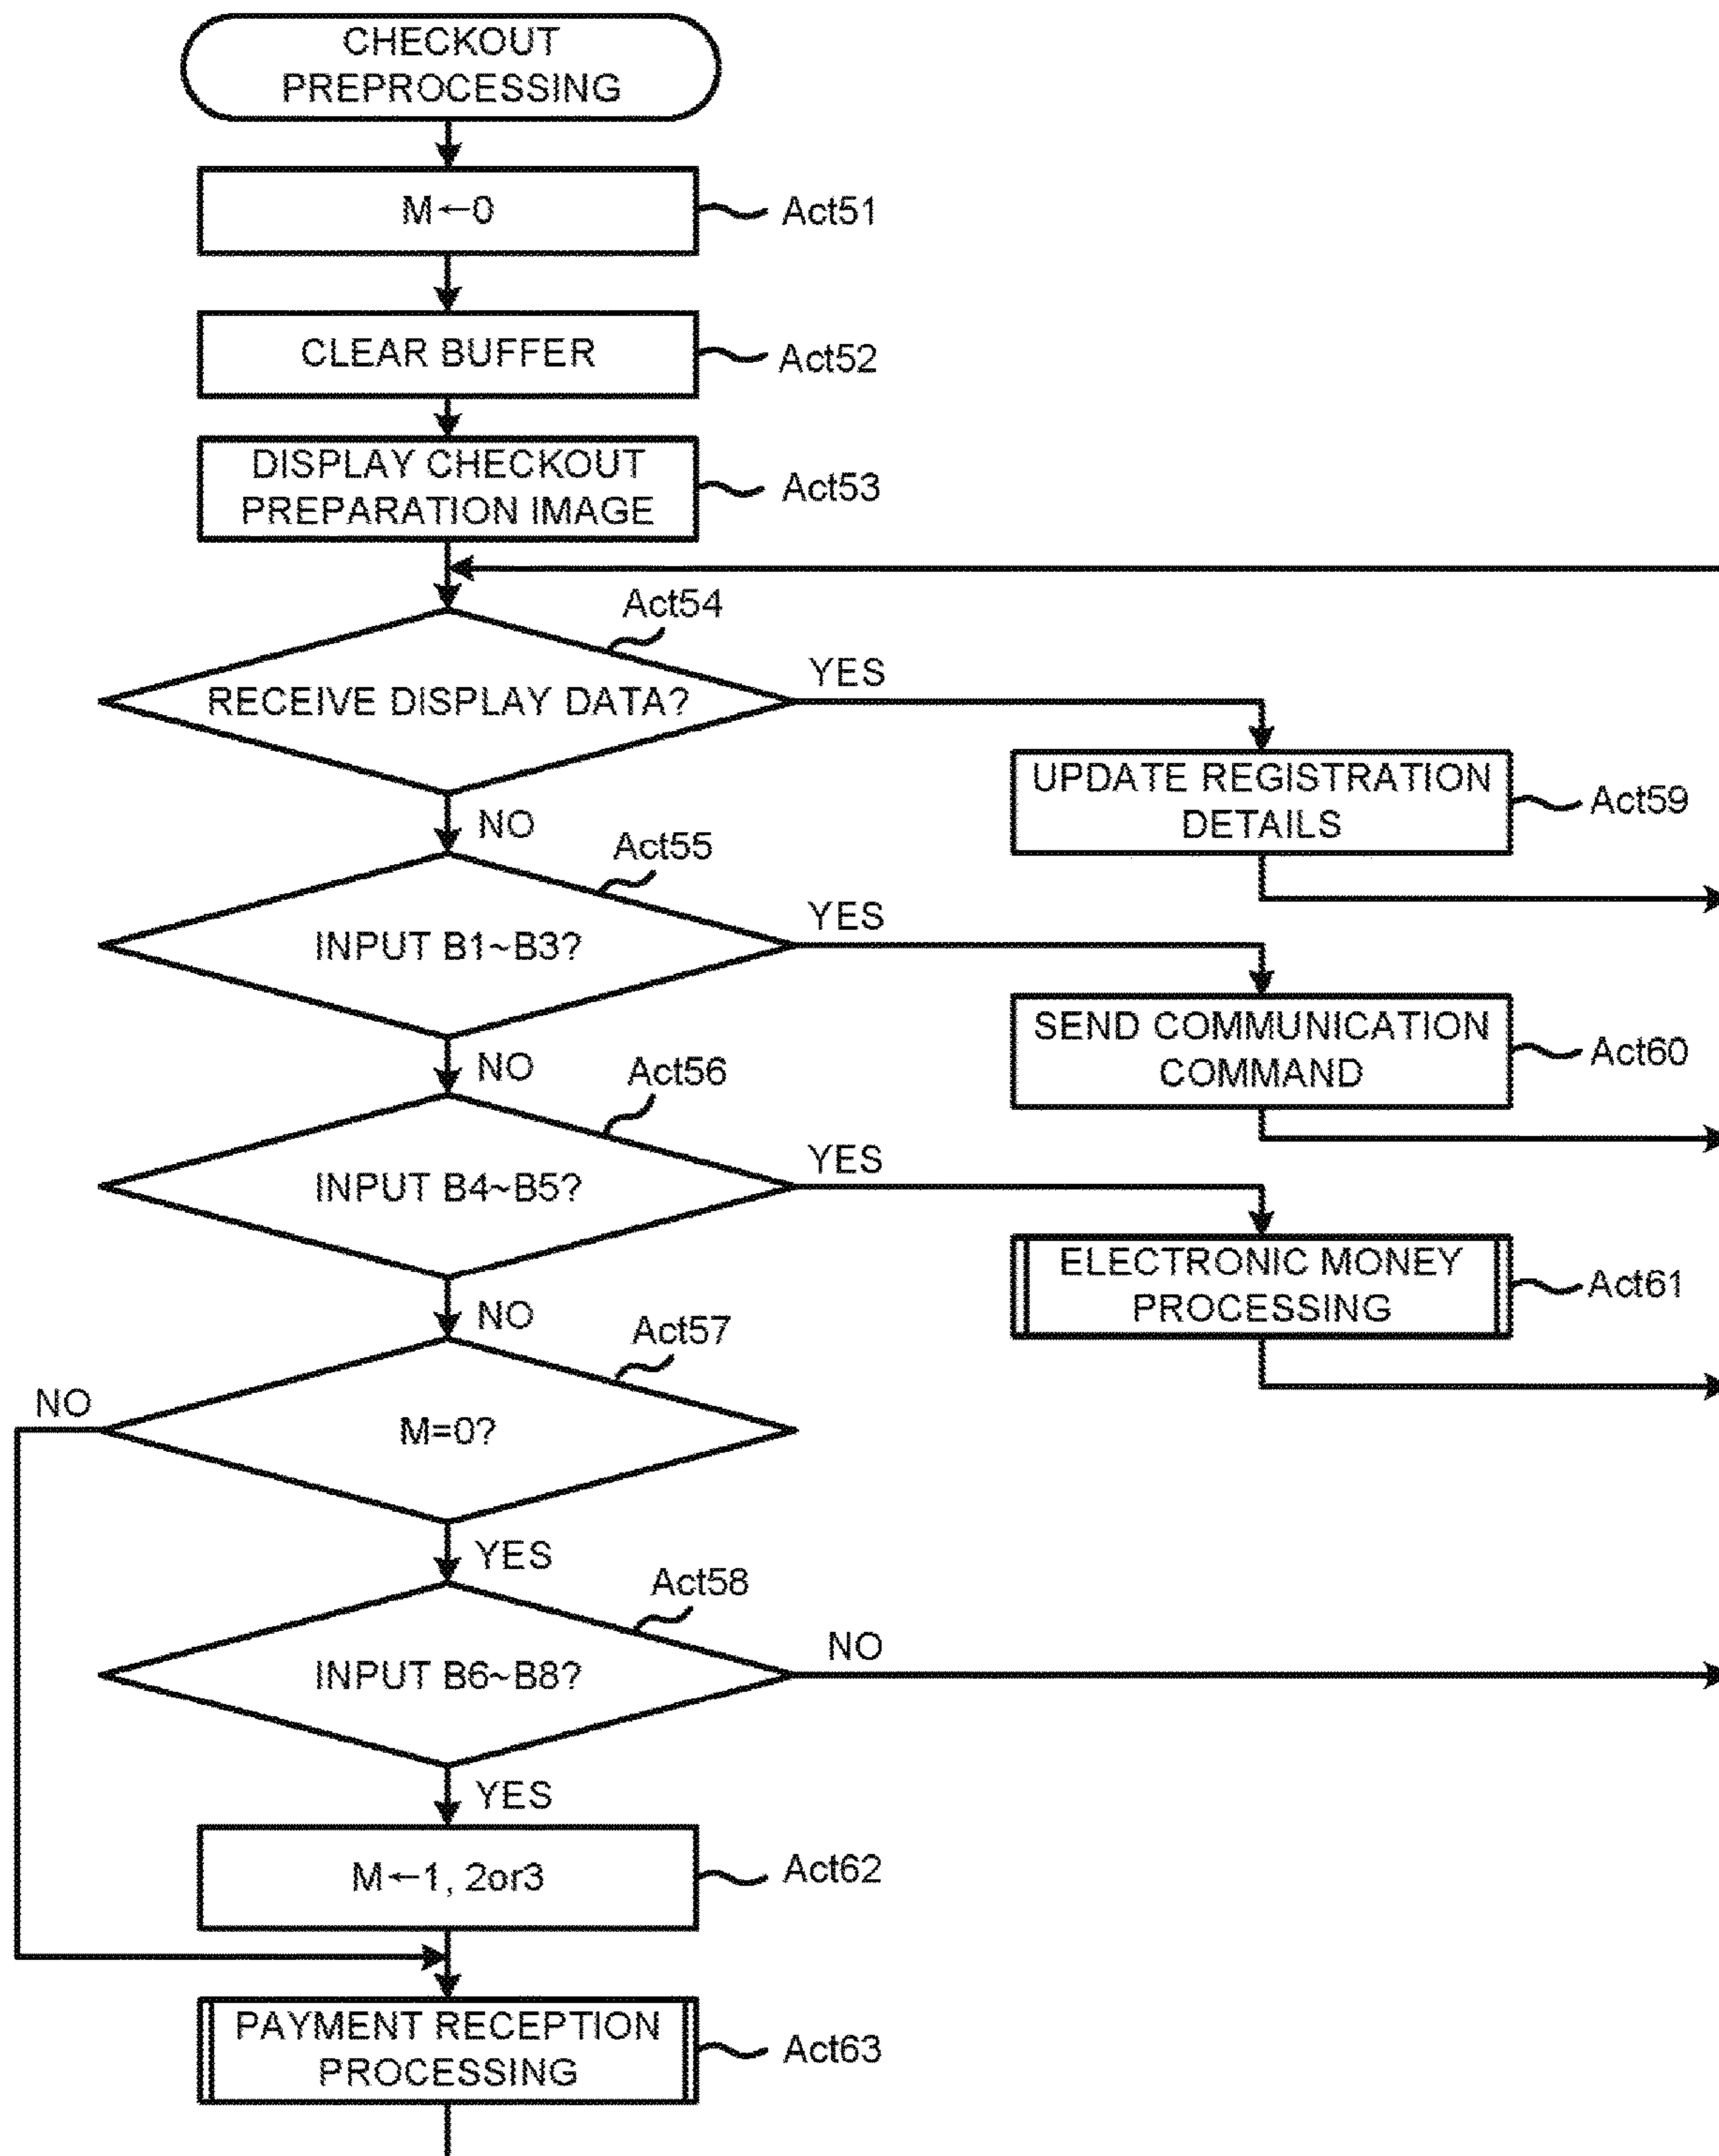 CHECKOUT
PREPROCESSING
M←0
Act51
CLEAR BUFFER
Act52
DISPLAY CHECKOUT
PREPARATION IMAGE
Act53
Act54
RECEIVE DISPLAY DATA?
YES
UPDATE REGISTRATION
DETAILS
Act59
NO
Act55
INPUT B1~B3?
YES
SEND COMMUNICATION
COMMAND
Act60
NO
Act56
INPUT B4~B5?
YES
ELECTRONIC MONEY
PROCESSING
Act61
NO
Act57
NO
M=0?
YES
Act58
INPUT B6~B8?
NO
YES
M←1, 2or3
Act62
PAYMENT RECEPTION
PROCESSING
Act63